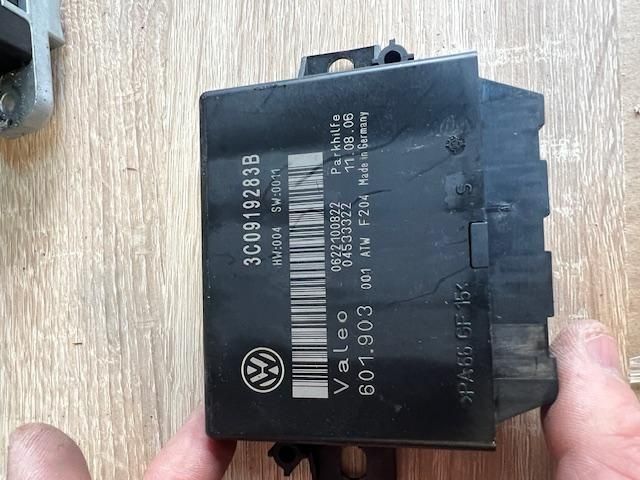 3C0919283B
HW:004 SW:0011
0622100822 Parkhilfe
04533322 11.08.06
001 ATW F204 Made in Germany
Valeo
601.903
S